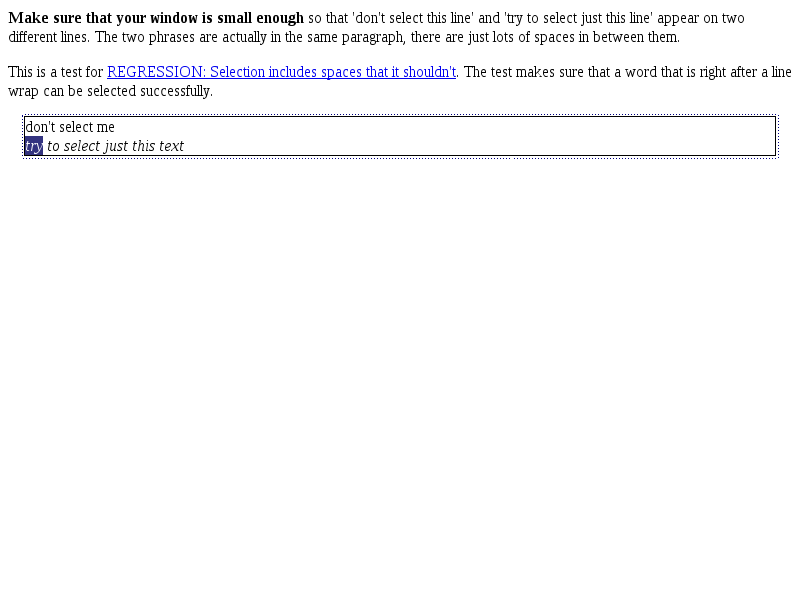 Make sure that your window is small enough so that 'don't select this line' and 'try to select just this line' appear on two
different lines. The two phrases are actually in the same paragraph, there are just lots of spaces in between them.
This is a test for REGRESSION: Selection includes spaces that it shouldn't. The test makes sure that a word that is right after a line
wrap can be selected successfully.
don't select me
try to select just this text